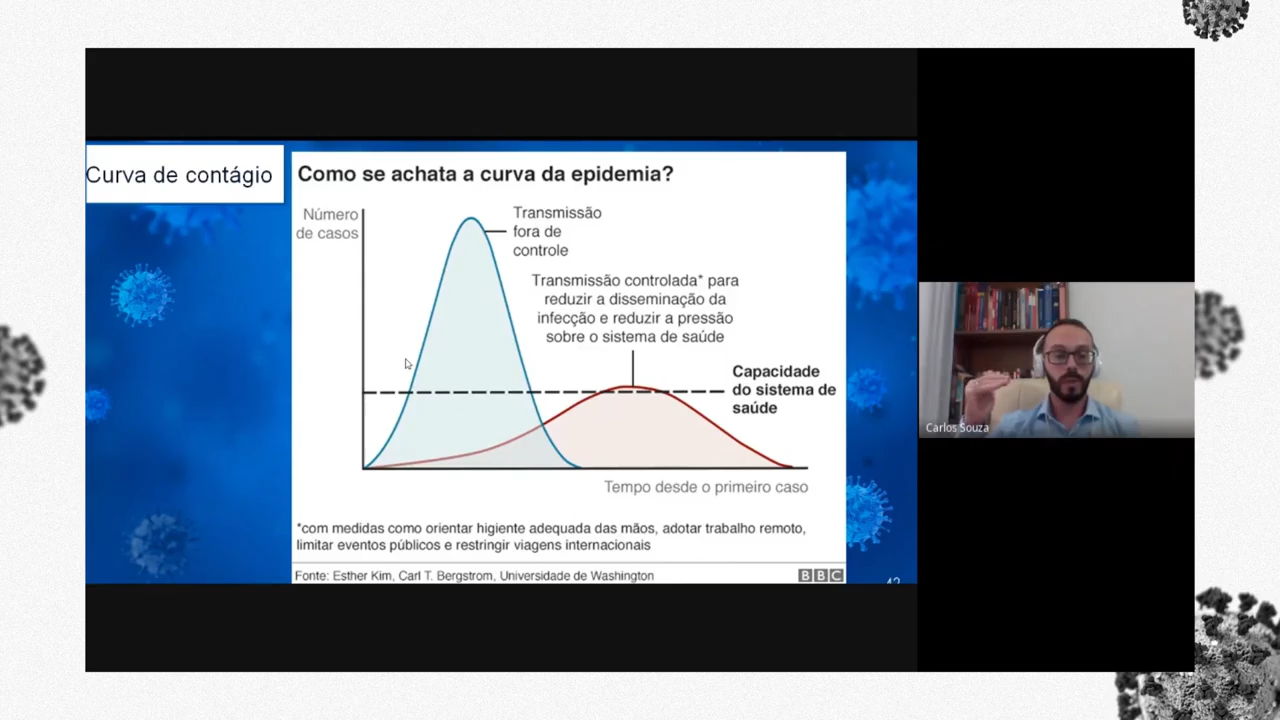 Curva de contágio
Como se achata a curva da epidemia?
Número
de casos
Transmissão
fora de
controle
Transmissão controlada* para
reduzir a disseminação da
infecção e reduzir a pressão
sobre o sistema de saúde
Capacidade
do sistema de
saúde
Tempo desde o primeiro caso
*com medidas como orientar higiente adequada das mãos, adotar trabalho remoto,
limitar eventos públicos e restringir viagens internacionais
Fonte: Esther Kim, Carl T. Bergstrom, Universidade de Washington
BBC
Carlos Souza